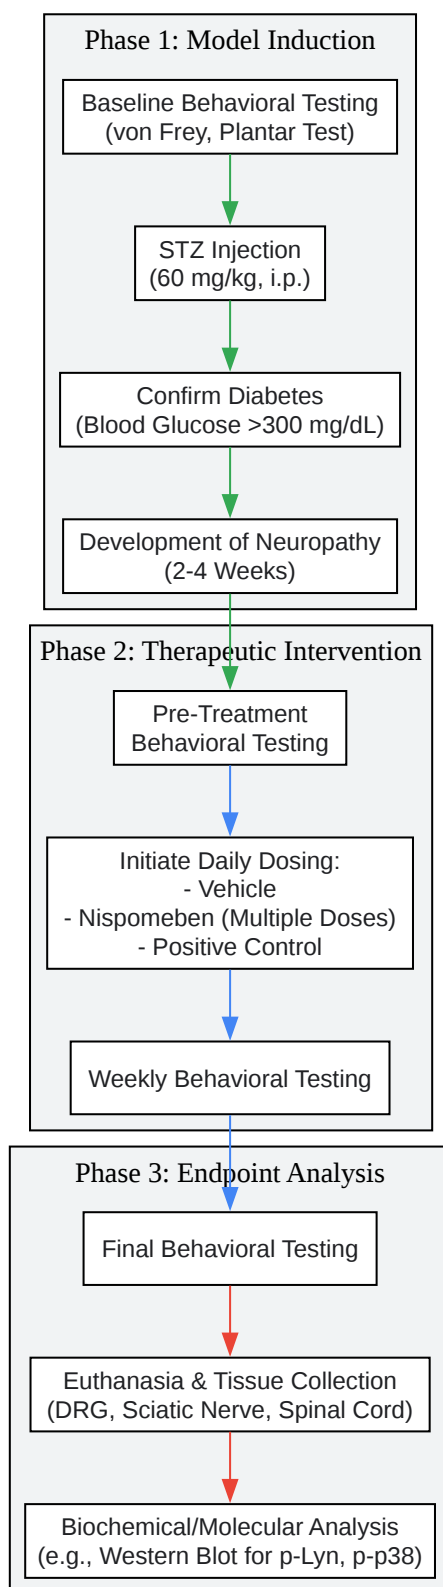 Phase 1: Model Induction
Baseline Behavioral Testing
(von Frey, Plantar Test)
STZ Injection
(60 mg/kg, i.p.)
Confirm Diabetes
(Blood Glucose >300 mg/dL)
Development of Neuropathy
(2-4 Weeks)
Phase 2: Therapeutic Intervention
Pre-Treatment
Behavioral Testing
Initiate Daily Dosing:
- Vehicle
- Nispomeben (Multiple Doses)
- Positive Control
Weekly Behavioral Testing
Phase 3: Endpoint Analysis
Final Behavioral Testing
Euthanasia & Tissue Collection
(DRG, Sciatic Nerve, Spinal Cord)
Biochemical/Molecular Analysis
(e.g., Western Blot for p-Lyn, p-p38)